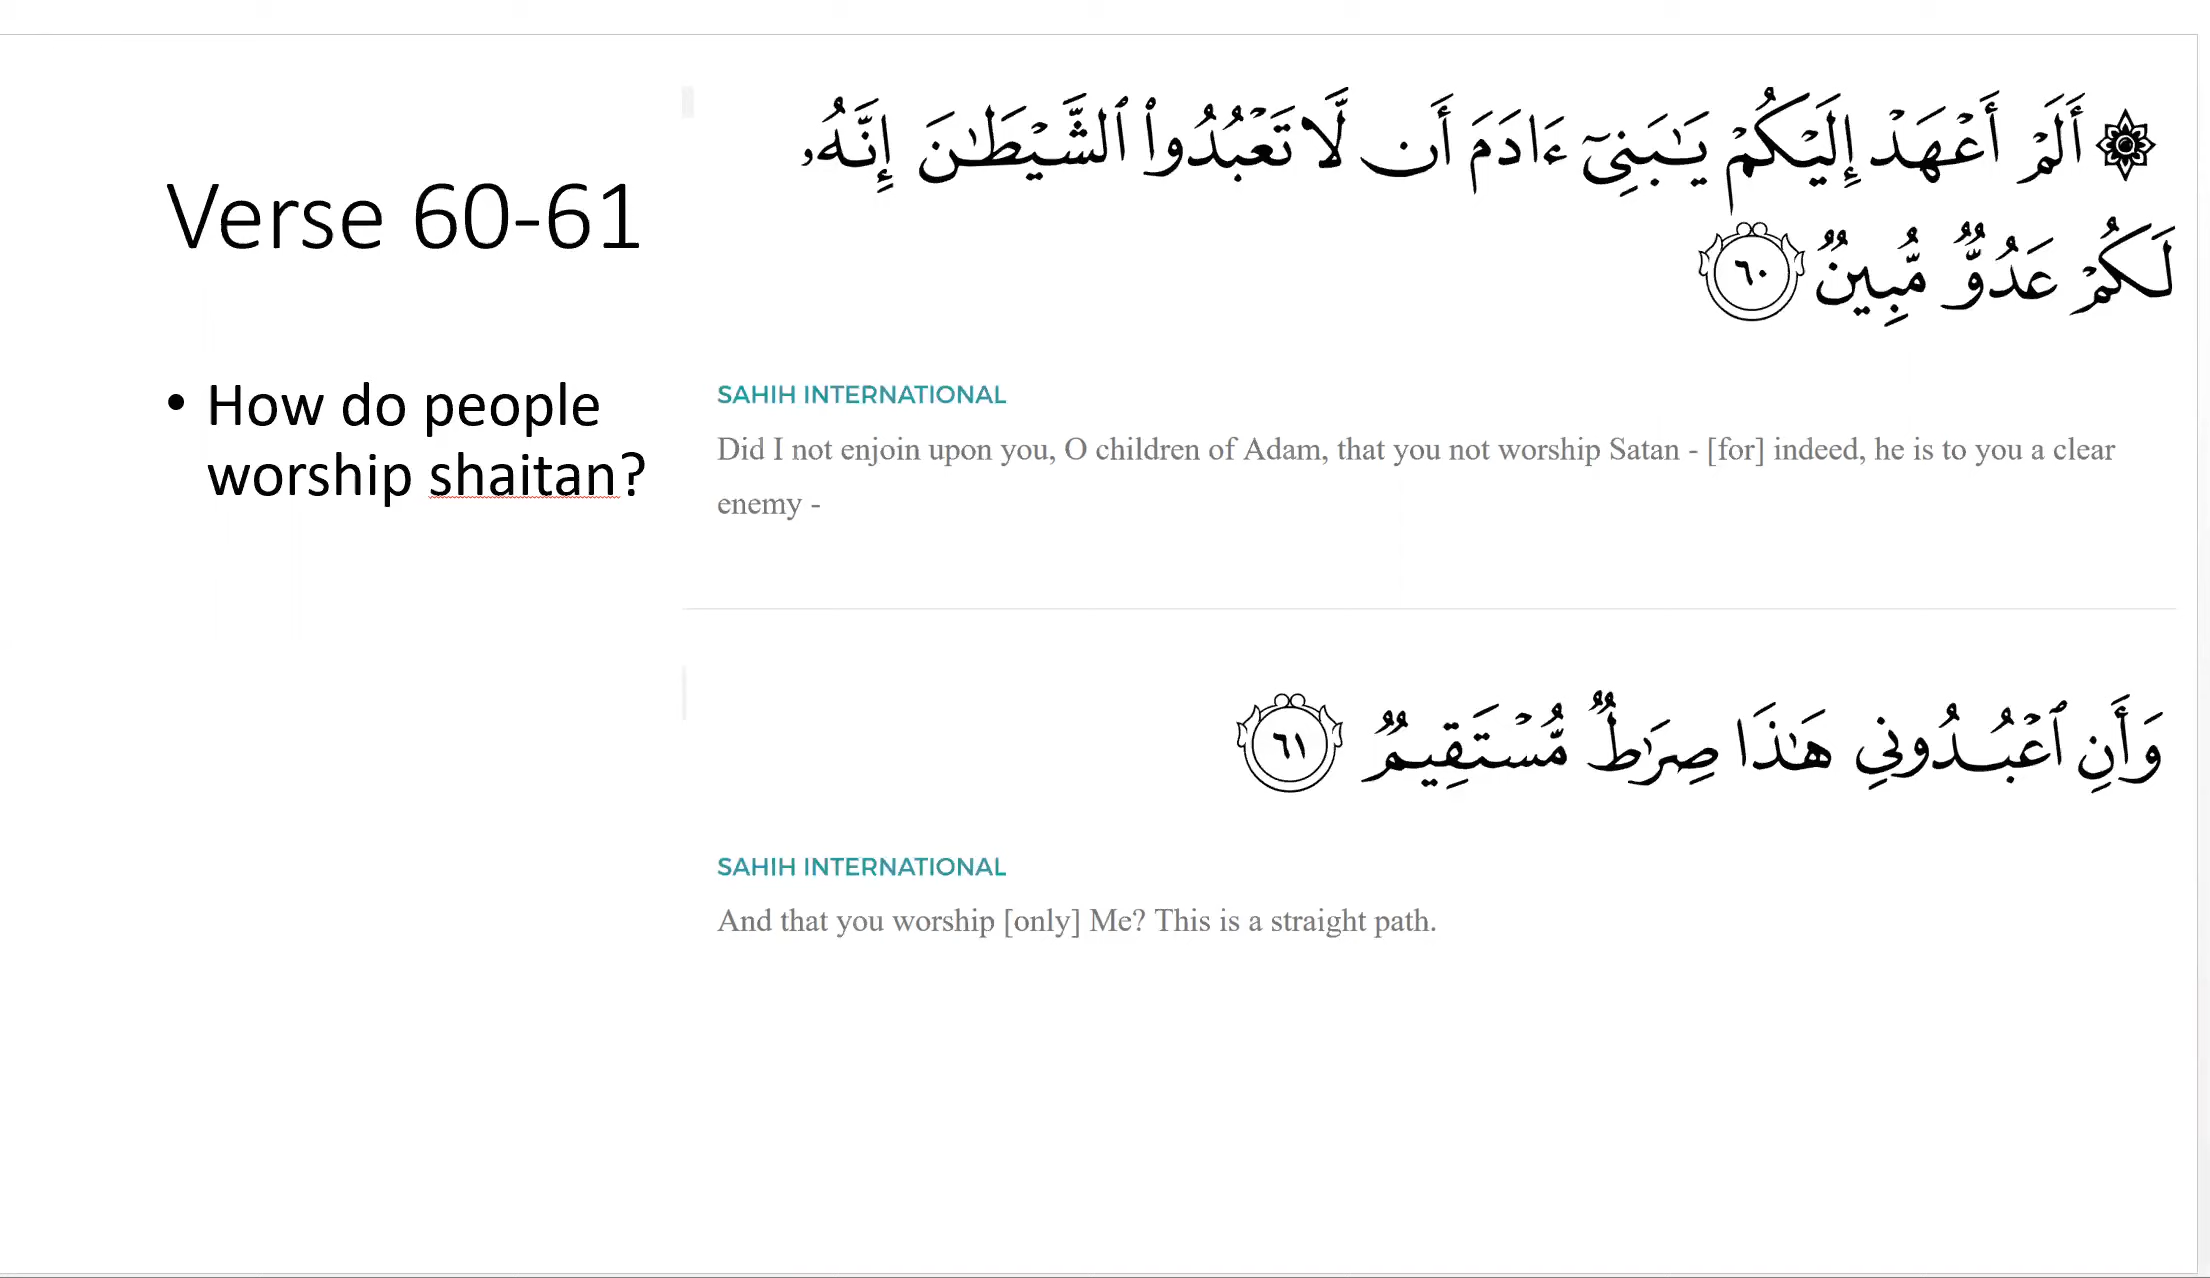 Verse 60-61
• How do people
worship shaitan?
۞ أَلَمْ أَعْهَدْ إِلَيْكُمْ يَـٰبَنِىٓ ءَادَمَ أَن لَّا تَعْبُدُوا۟ ٱلشَّيْطَـٰنَ إِنَّهُۥ
لَكُمْ عَدُوٌّ مُّبِينٌ ٦٠
SAHIH INTERNATIONAL
Did I not enjoin upon you, O children of Adam, that you not worship Satan - [for] indeed, he is to you a clear
enemy -
وَأَنِ ٱعْبُدُونِى هَـٰذَا صِرَٰطٌ مُّسْتَقِيمٌ ٦١
SAHIH INTERNATIONAL
And that you worship [only] Me? This is a straight path.